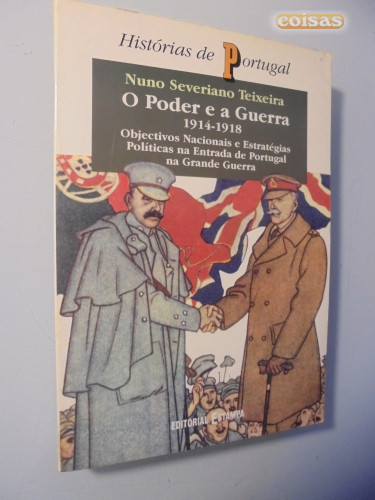 coisas
Histórias de Portugal
Nuno Severiano Teixeira
O Poder e a Guerra
1914-1918
Objectivos Nacionais e Estratégias
Políticas na Entrada de Portugal
na Grande Guerra
EDITORIAL ESTAMPA